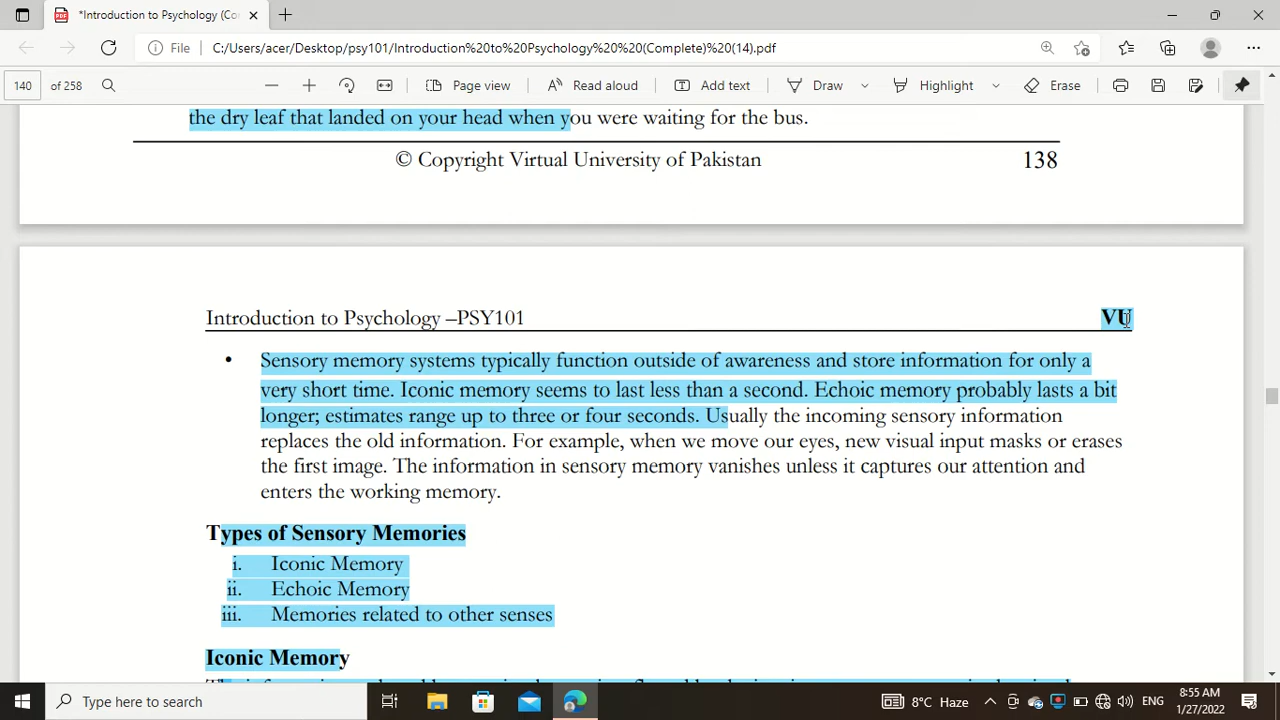 *Introduction to Psychology (Co
File
C:/Users/acer/Desktop/psy101/Introduction%20to%20Psychology%20%20(Complete)%20(14).pdf
140 of 258
Page view
Read aloud
Add text
Draw
Highlight
Erase
the dry leaf that landed on your head when you were waiting for the bus.
© Copyright Virtual University of Pakistan 138
Introduction to Psychology –PSY101 VU
• Sensory memory systems typically function outside of awareness and store information for only a
very short time. Iconic memory seems to last less than a second. Echoic memory probably lasts a bit
longer; estimates range up to three or four seconds. Usually the incoming sensory information
replaces the old information. For example, when we move our eyes, new visual input masks or erases
the first image. The information in sensory memory vanishes unless it captures our attention and
enters the working memory.
Types of Sensory Memories
i. Iconic Memory
ii. Echoic Memory
iii. Memories related to other senses
Iconic Memory
Type here to search
8°C Haze
ENG
8:55 AM
1/27/2022